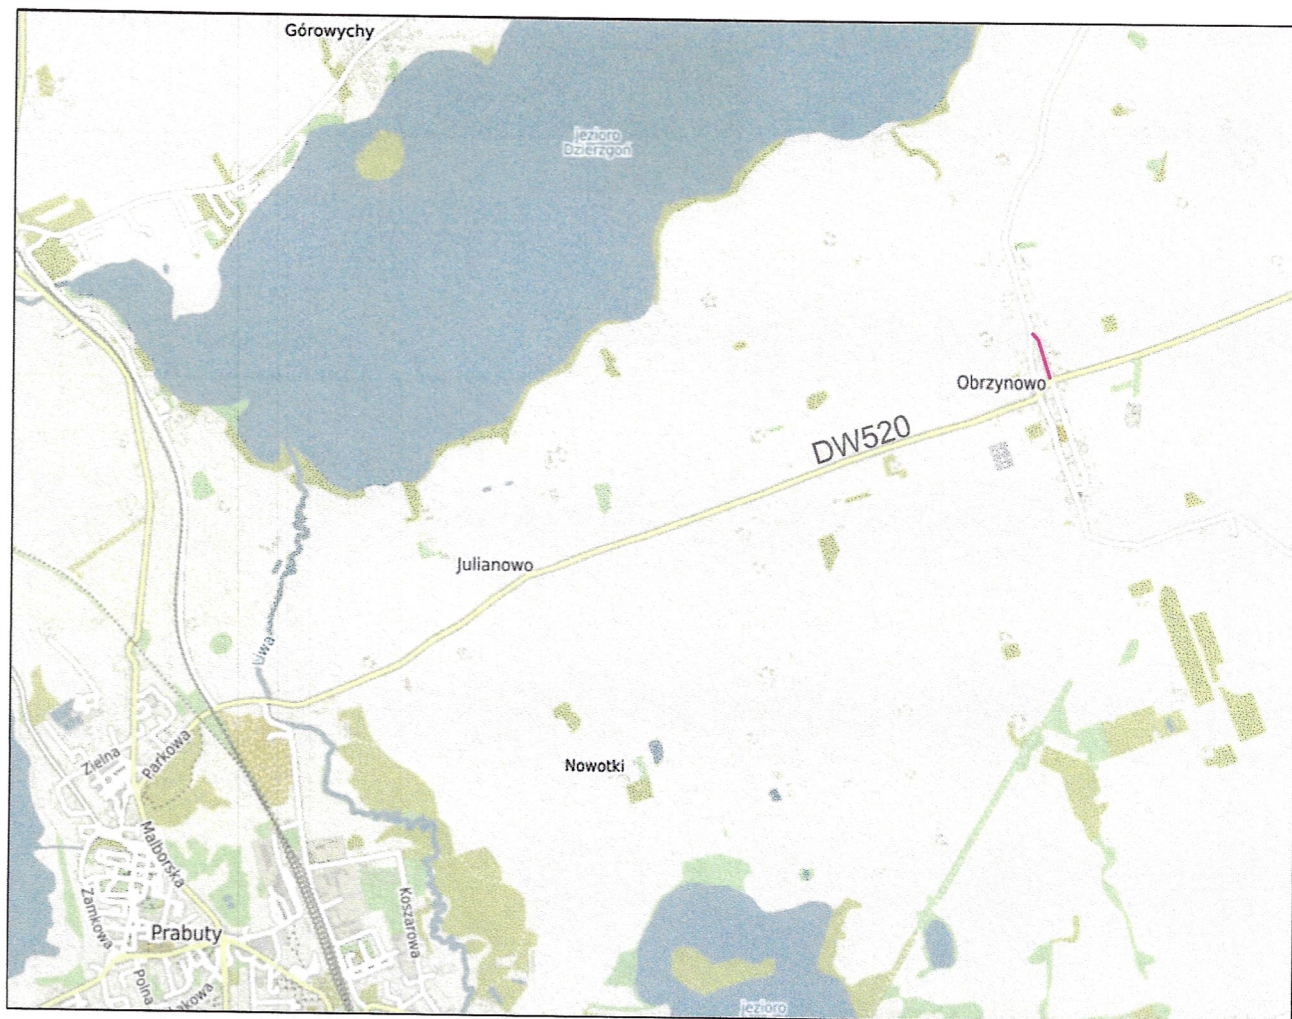 Górowychy
jezioro
Dzierzgoń
Obrzynowo
DW520
Julianowo
Liwa
Zielna
Parkowa
Nowotki
Malborska
Zamkowa
Koszarowa
Prabuty
Polna
jezioro